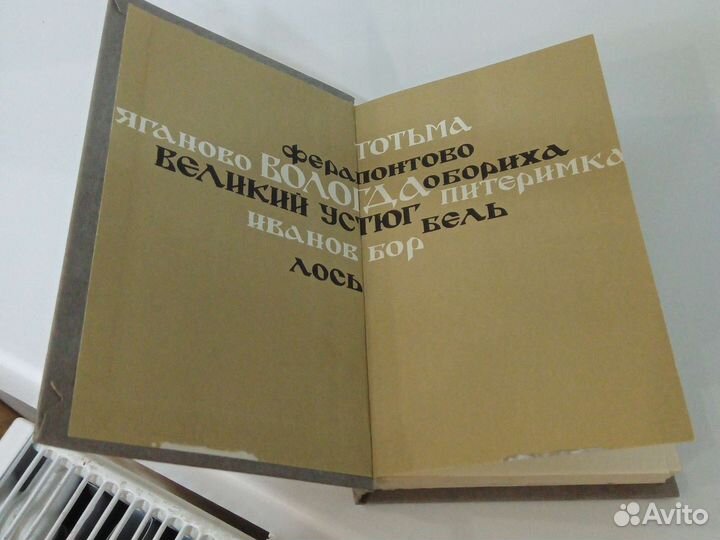 ТОТЬМА
ЯГАНОВО
ФЕРАПОНТОВО
ВОЛОГДА
ОБОРИХА
ВЕЛИКИЙ УСТЮГ
ПИТЕРИМКА
БЕЛЬ
ИВАНОВ БОР
ЛОСЬ
Avito